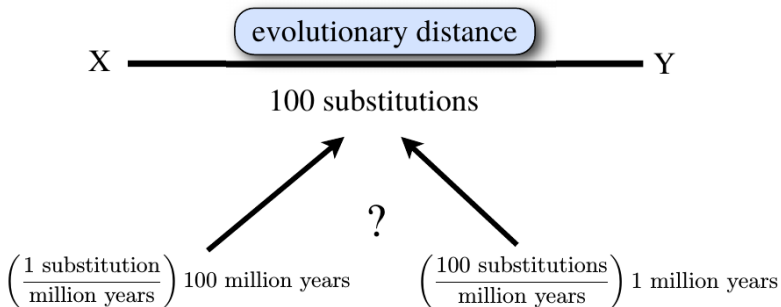 evolutionary distance
X Y
100 substitutions
?
(1 substitution / million years) 100 million years
(100 substitutions / million years) 1 million years